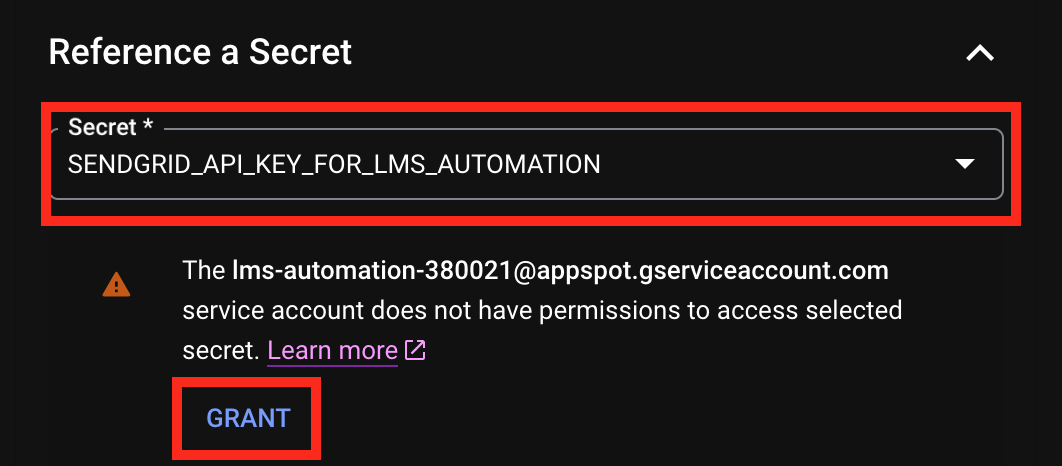 Reference a Secret
Secret *
SENDGRID_API_KEY_FOR_LMS_AUTOMATION
The lms-automation-380021@appspot.gserviceaccount.com
service account does not have permissions to access selected
secret. Learn more
GRANT